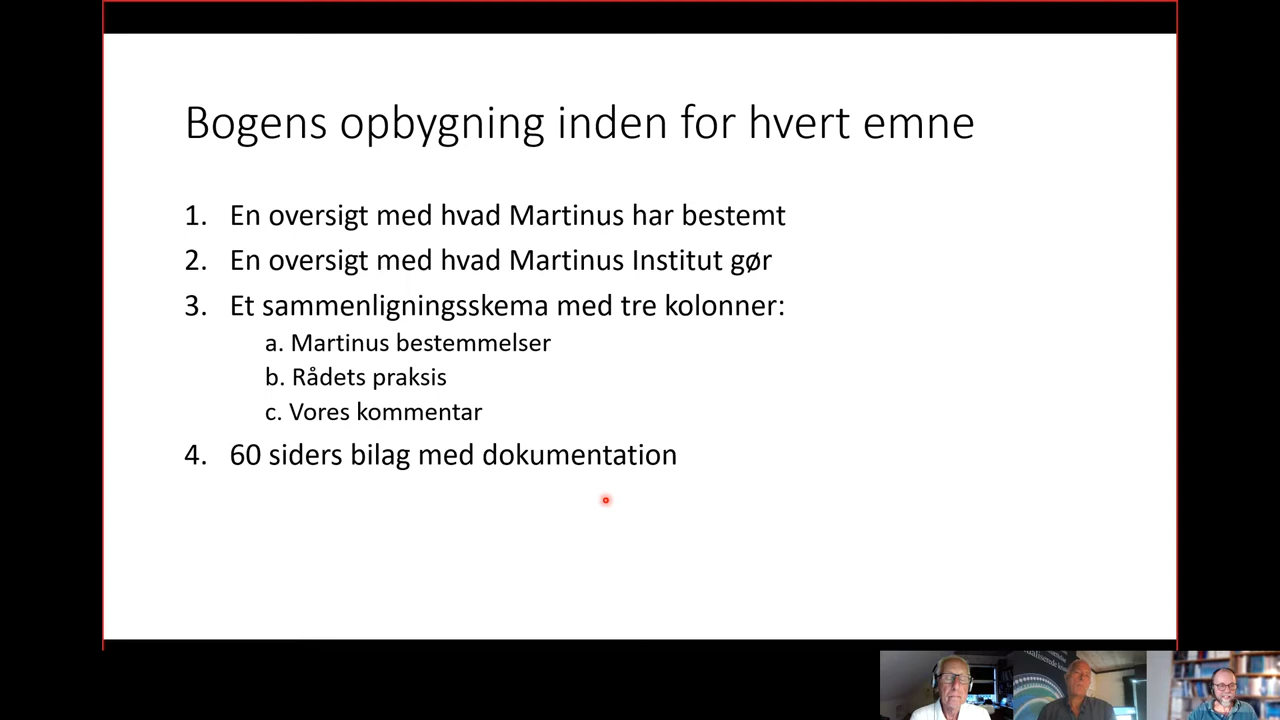 Bogens opbygning inden for hvert emne
1. En oversigt med hvad Martinus har bestemt
2. En oversigt med hvad Martinus Institut gør
3. Et sammenligningsskema med tre kolonner:
a. Martinus bestemmelser
b. Rådets praksis
c. Vores kommentar
4. 60 siders bilag med dokumentation